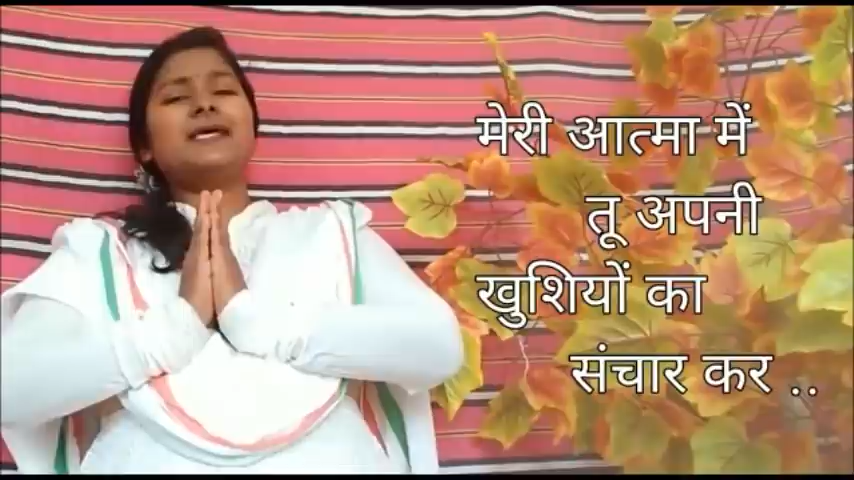 मेरी आत्मा में
तू अपनी
खुशियों का
संचार कर ..